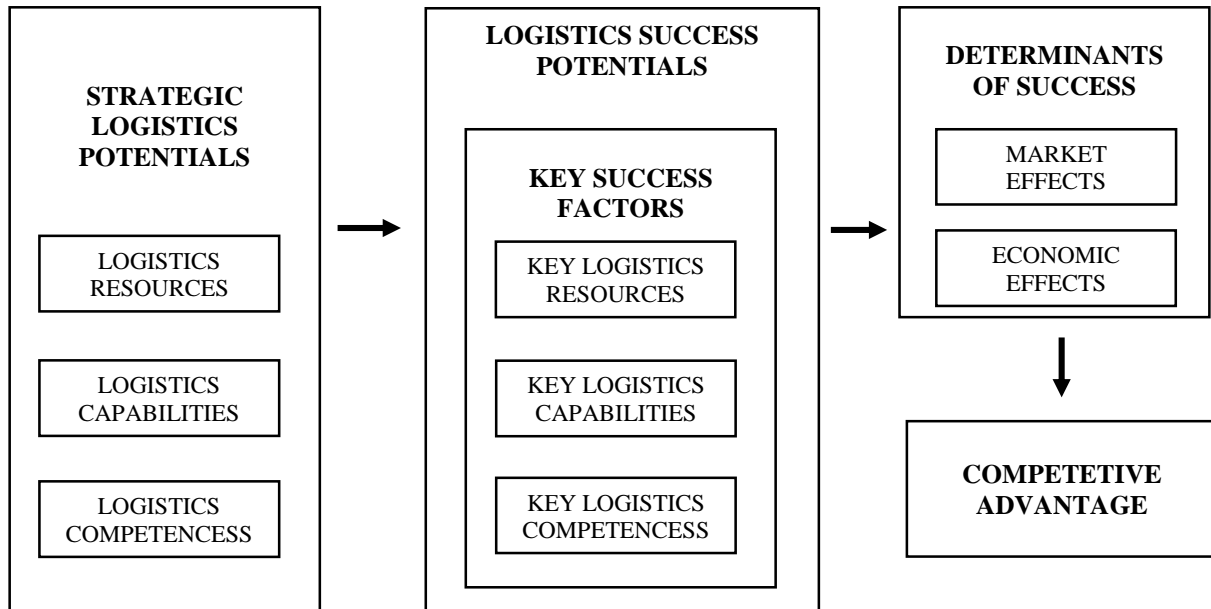 STRATEGIC
LOGISTICS
POTENTIALS
LOGISTICS
RESOURCES
LOGISTICS
CAPABILITIES
LOGISTICS
COMPETENCESS
LOGISTICS SUCCESS
POTENTIALS
KEY SUCCESS
FACTORS
KEY LOGISTICS
RESOURCES
KEY LOGISTICS
CAPABILITIES
KEY LOGISTICS
COMPETENCESS
DETERMINANTS
OF SUCCESS
MARKET
EFFECTS
ECONOMIC
EFFECTS
COMPETETIVE
ADVANTAGE